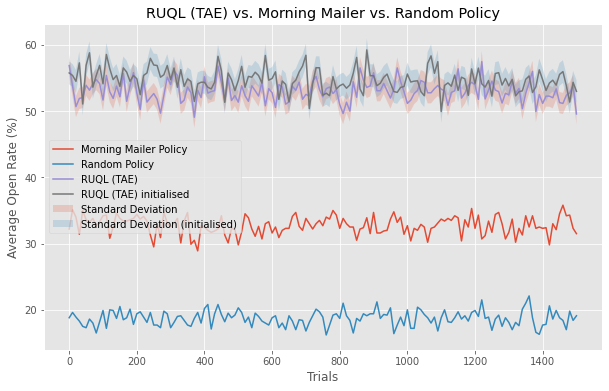 RUQL (TAE) vs. Morning Mailer vs. Random Policy
Average Open Rate (%)
60
50
40
30
20
Morning Mailer Policy
Random Policy
RUQL (TAE)
RUQL (TAE) initialised
Standard Deviation
Standard Deviation (initialised)
0 200 400 600 800 1000 1200 1400
Trials